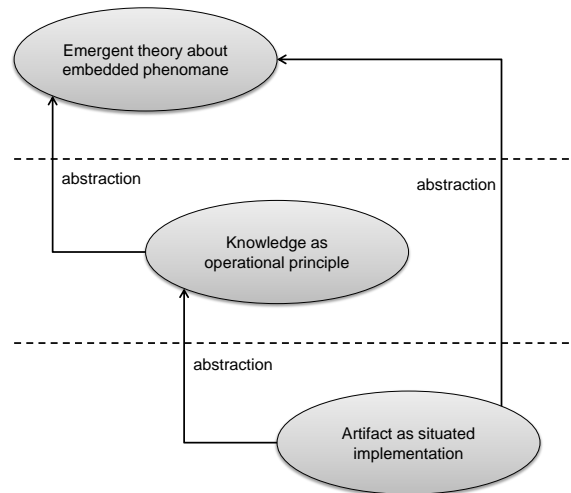 Emergent theory about
embedded phenomane
abstraction
abstraction
Knowledge as
operational principle
abstraction
Artifact as situated
implementation